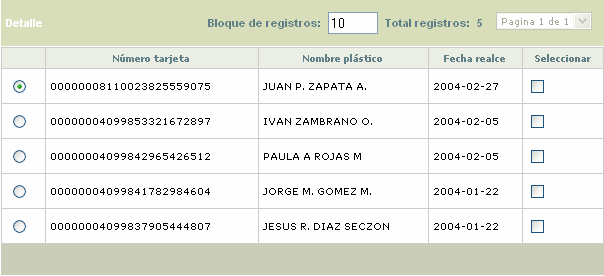 Detalle Bloque de registros: 10 Total registros: 5 Pagina 1 de 1
Número tarjeta Nombre plástico Fecha realce Seleccionar
00000008110023825559075 JUAN P. ZAPATA A. 2004-02-27
00000004099853321672897 IVAN ZAMBRANO O. 2004-02-05
00000004099842965426512 PAULA A ROJAS M 2004-02-05
00000004099841782984604 JORGE M. GOMEZ M. 2004-01-22
00000004099837905444807 JESUS R. DIAZ SECZON 2004-01-22